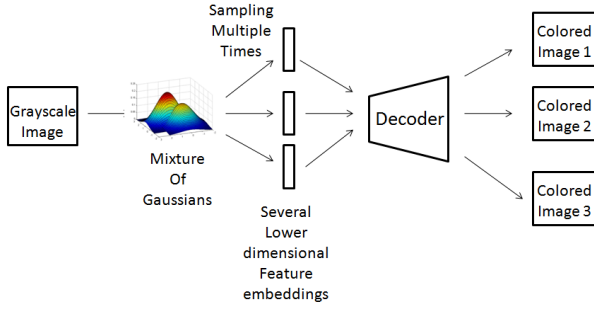 Sampling
Multiple
Times
Grayscale
Image
Mixture
Of
Gaussians
Several
Lower
dimensional
Feature
embeddings
Decoder
Colored
Image 1
Colored
Image 2
Colored
Image 3